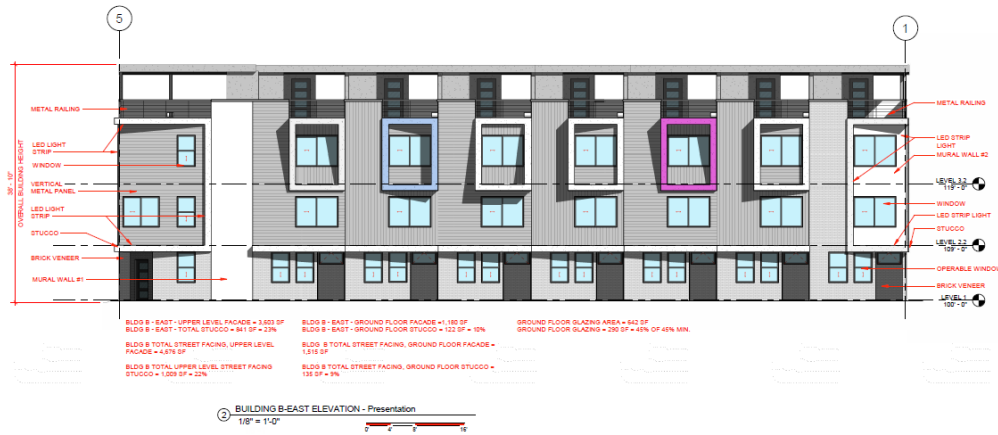 5
1
METAL RAILING
LED LIGHT
STRIP
WINDOW
VERTICAL
METAL PANEL
LED LIGHT
STRIP
STUCCO
BRICK VENEER
MURAL WALL #1
OVERALL BUILDING HEIGHT
METAL RAILING
LED STRIP
LIGHT
MURAL WALL #2
LEVEL 3.2
119' - 0"
WINDOW
LED STRIP LIGHT
STUCCO
LEVEL 2.2
109' - 0"
OPERABLE WINDOW
BRICK VENEER
LEVEL 1
100' - 0"
BLDG B - EAST - UPPER LEVEL FACADE = 3,603 SF
BLDG B - EAST - TOTAL STUCCO = 841 SF = 23%
BLDG B TOTAL STREET FACING, UPPER LEVEL
FACADE = 4,676 SF
BLDG B TOTAL UPPER LEVEL STREET FACING
STUCCO = 1,009 SF = 22%
BLDG B - EAST - GROUND FLOOR FACADE =1,180 SF
BLDG B - EAST - GROUND FLOOR STUCCO = 122 SF = 10%
BLDG B TOTAL STREET FACING, GROUND FLOOR FACADE =
1,515 SF
BLDG B TOTAL STREET FACING, GROUND FLOOR STUCCO =
135 SF = 9%
GROUND FLOOR GLAZING AREA = 642 SF
GROUND FLOOR GLAZING = 290 SF = 45% OF 45% MIN.
2
BUILDING B-EAST ELEVATION - Presentation
1/8" = 1'-0"
0' 4' 8' 16'